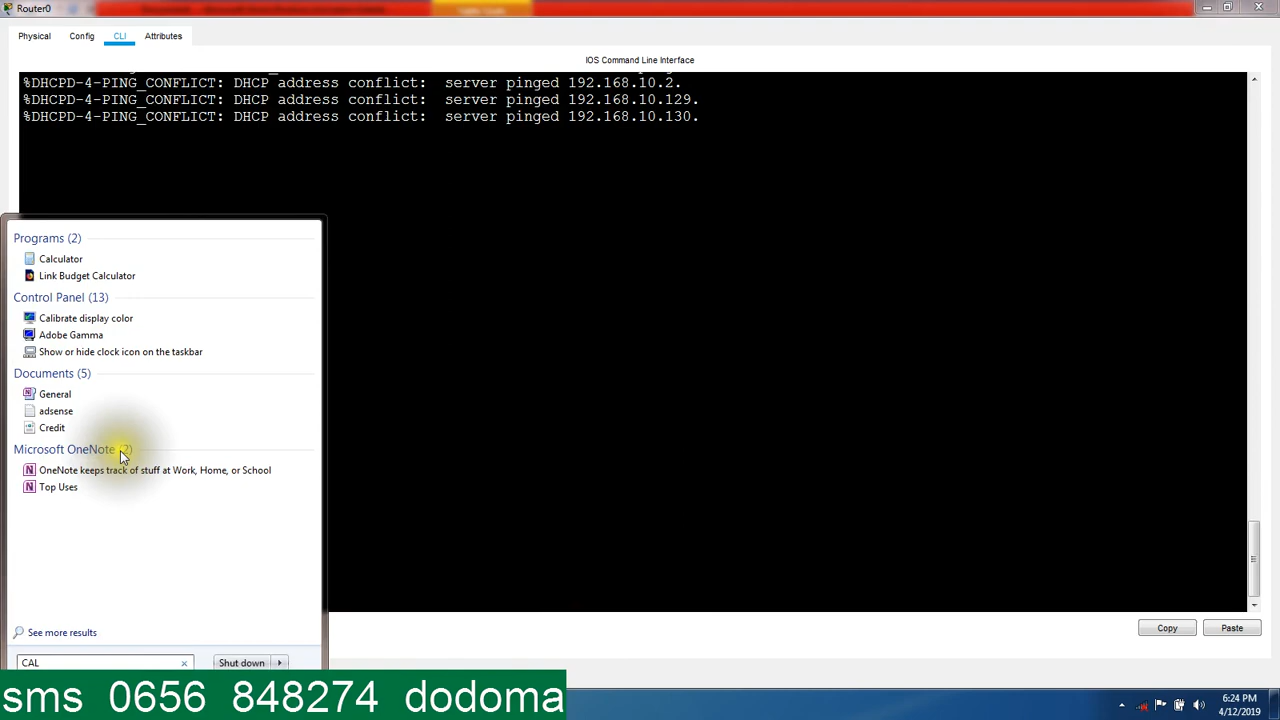 Router0
Physical Config CLI Attributes
IOS Command Line Interface
%DHCPD-4-PING_CONFLICT: DHCP address conflict: server pinged 192.168.10.2.
%DHCPD-4-PING_CONFLICT: DHCP address conflict: server pinged 192.168.10.129.
%DHCPD-4-PING_CONFLICT: DHCP address conflict: server pinged 192.168.10.130.
Programs (2)
Calculator
Link Budget Calculator
Control Panel (13)
Calibrate display color
Adobe Gamma
Show or hide clock icon on the taskbar
Documents (5)
General
adsense
Credit
Microsoft OneNote (2)
OneNote keeps track of stuff at Work, Home, or School
Top Uses
See more results
CAL
Shut down
Copy Paste
sms 0656 848274 dodoma
6:24 PM
4/12/2019